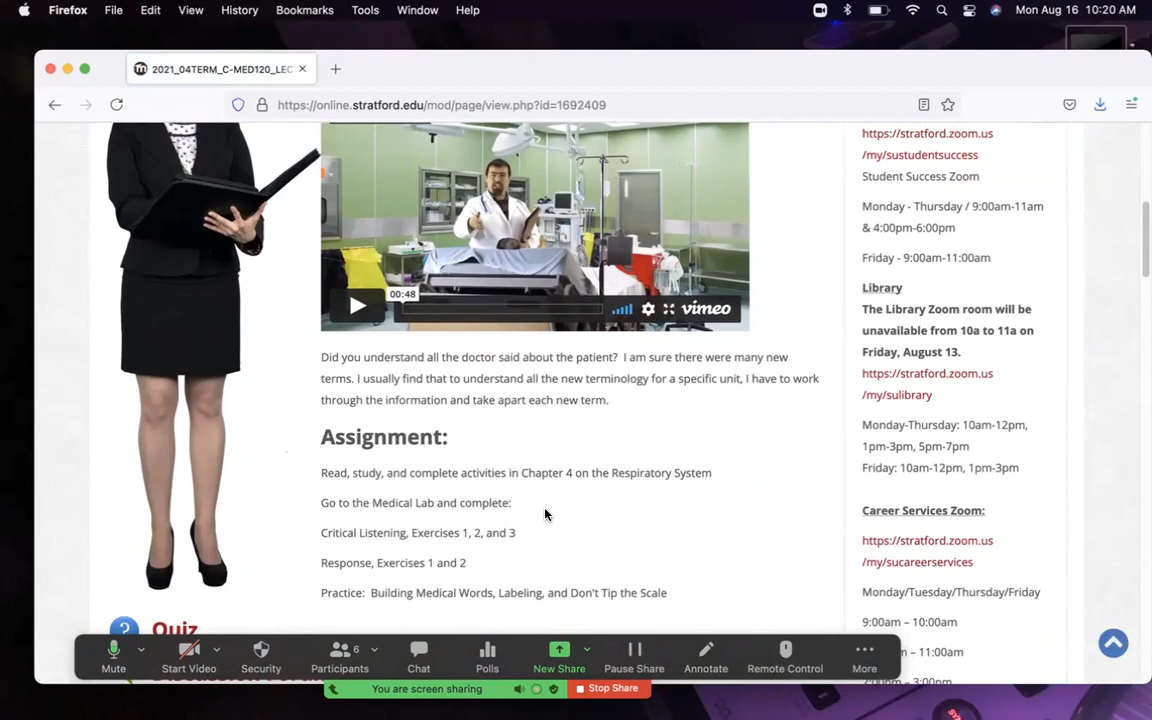 Firefox File Edit View History Bookmarks Tools Window Help Mon Aug 16 10:20 AM
2021_04TERM_C-MED120_LEC
https://online.stratford.edu/mod/page/view.php?id=1692409
00:48
vimeo
Did you understand all the doctor said about the patient? I am sure there were many new
terms. I usually find that to understand all the new terminology for a specific unit, I have to work
through the information and take apart each new term.
Assignment:
Read, study, and complete activities in Chapter 4 on the Respiratory System
Go to the Medical Lab and complete:
Critical Listening, Exercises 1, 2, and 3
Response, Exercises 1 and 2
Practice: Building Medical Words, Labeling, and Don't Tip the Scale
Quiz
https://stratford.zoom.us
/my/sustudentsuccess
Student Success Zoom
Monday - Thursday / 9:00am-11am
& 4:00pm-6:00pm
Friday - 9:00am-11:00am
Library
The Library Zoom room will be
unavailable from 10a to 11a on
Friday, August 13.
https://stratford.zoom.us
/my/sulibrary
Monday-Thursday: 10am-12pm,
1pm-3pm, 5pm-7pm
Friday: 10am-12pm, 1pm-3pm
Career Services Zoom:
https://stratford.zoom.us
/my/sucareerservices
Monday/Tuesday/Thursday/Friday
9:00am – 10:00am
– 11:00am
6
Mute Start Video Security Participants Chat Polls New Share Pause Share Annotate Remote Control More
You are screen sharing Stop Share